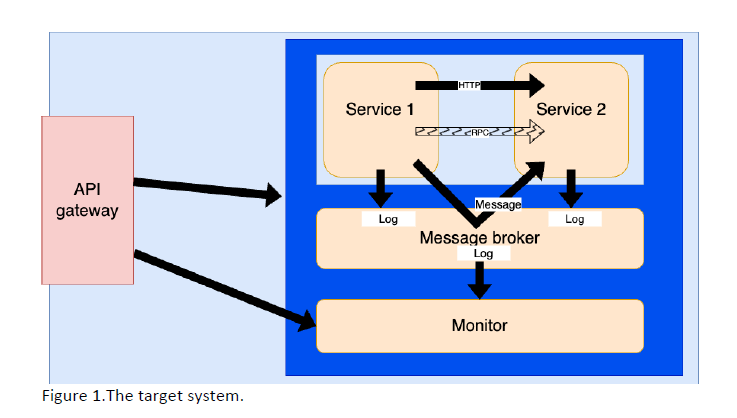 HTTP
Service 1
Service 2
RPC
API
gateway
Message
Log
Log
Message broker
Log
Monitor
Figure 1.The target system.